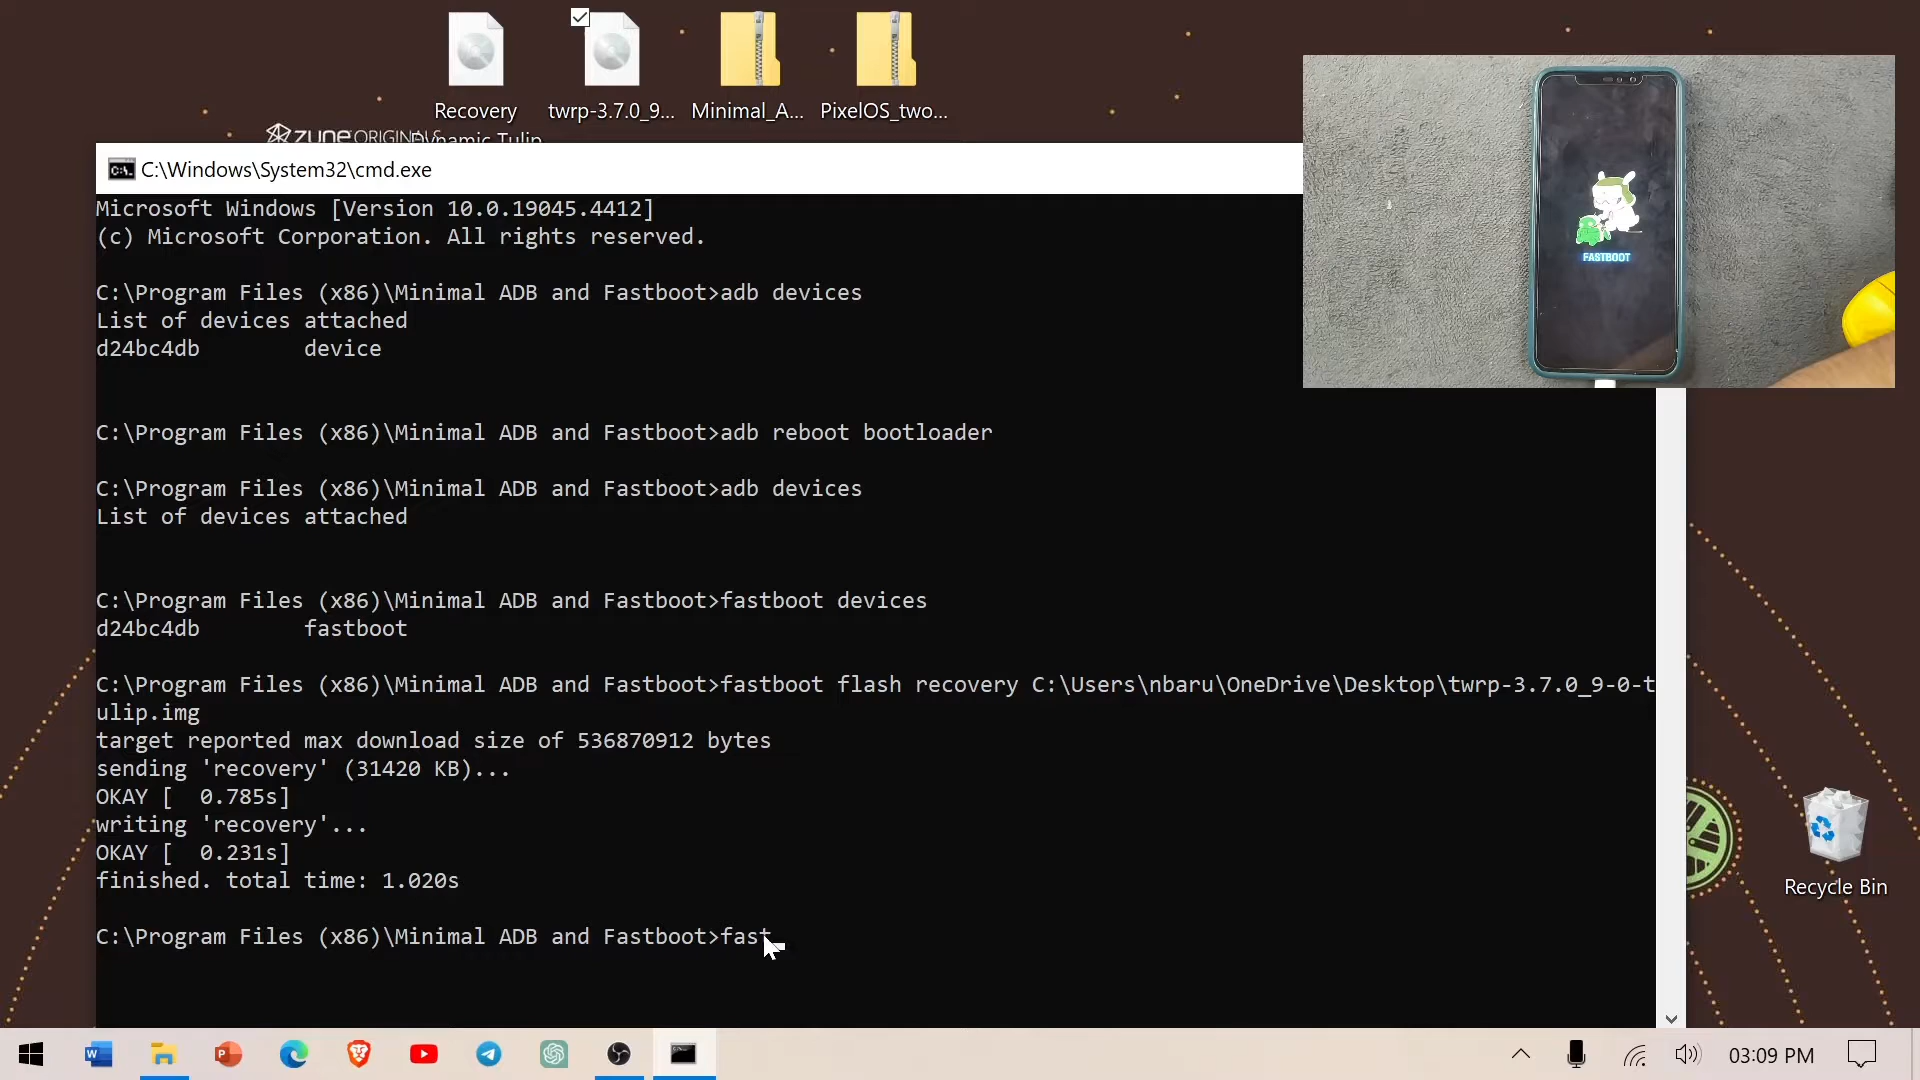 Recovery
twrp-3.7.0_9...
Minimal_A...
PixelOS_two...
zune ORIGINALS
Dynamic Tulip
C:\Windows\System32\cmd.exe
Microsoft Windows [Version 10.0.19045.4412]
(c) Microsoft Corporation. All rights reserved.
C:\Program Files (x86)\Minimal ADB and Fastboot>adb devices
List of devices attached
d24bc4db        device
C:\Program Files (x86)\Minimal ADB and Fastboot>adb reboot bootloader
C:\Program Files (x86)\Minimal ADB and Fastboot>adb devices
List of devices attached
C:\Program Files (x86)\Minimal ADB and Fastboot>fastboot devices
d24bc4db        fastboot
C:\Program Files (x86)\Minimal ADB and Fastboot>fastboot flash recovery C:\Users\nbaru\OneDrive\Desktop\twrp-3.7.0_9-0-t
ulip.img
target reported max download size of 536870912 bytes
sending 'recovery' (31420 KB)...
OKAY [  0.785s]
writing 'recovery'...
OKAY [  0.231s]
finished. total time: 1.020s
C:\Program Files (x86)\Minimal ADB and Fastboot>fast
FASTBOOT
Recycle Bin
03:09 PM